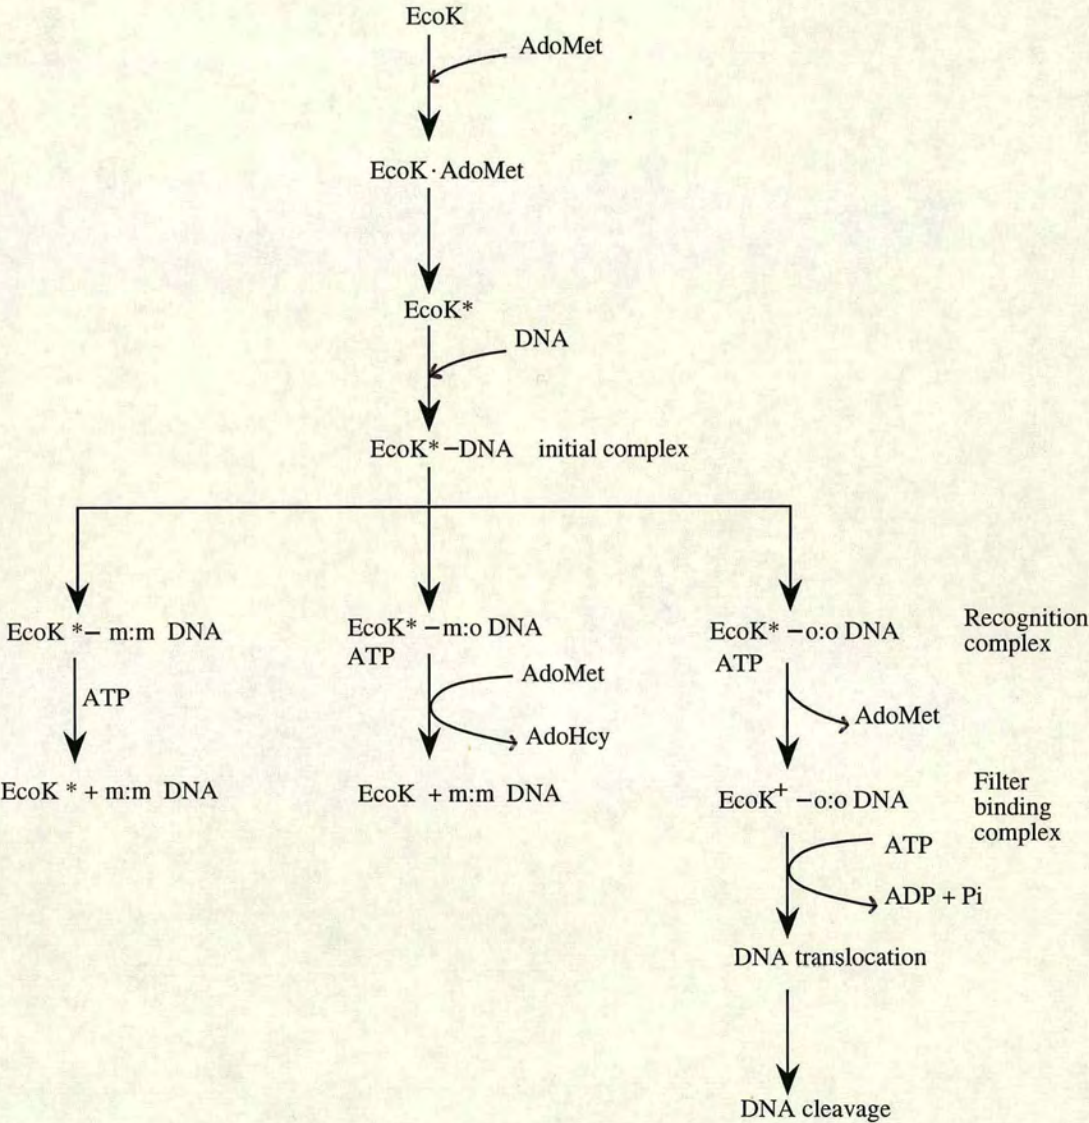 EcoK
AdoMet
EcoK · AdoMet
EcoK*
DNA
EcoK* –DNA initial complex
EcoK *– m:m DNA
EcoK* –m:o DNA
EcoK* –o:o DNA
Recognition
complex
ATP
ATP
ATP
AdoMet
AdoMet
AdoHcy
EcoK * + m:m DNA
EcoK + m:m DNA
EcoK+ –o:o DNA
Filter
binding
complex
ATP
ADP + Pi
DNA translocation
DNA cleavage